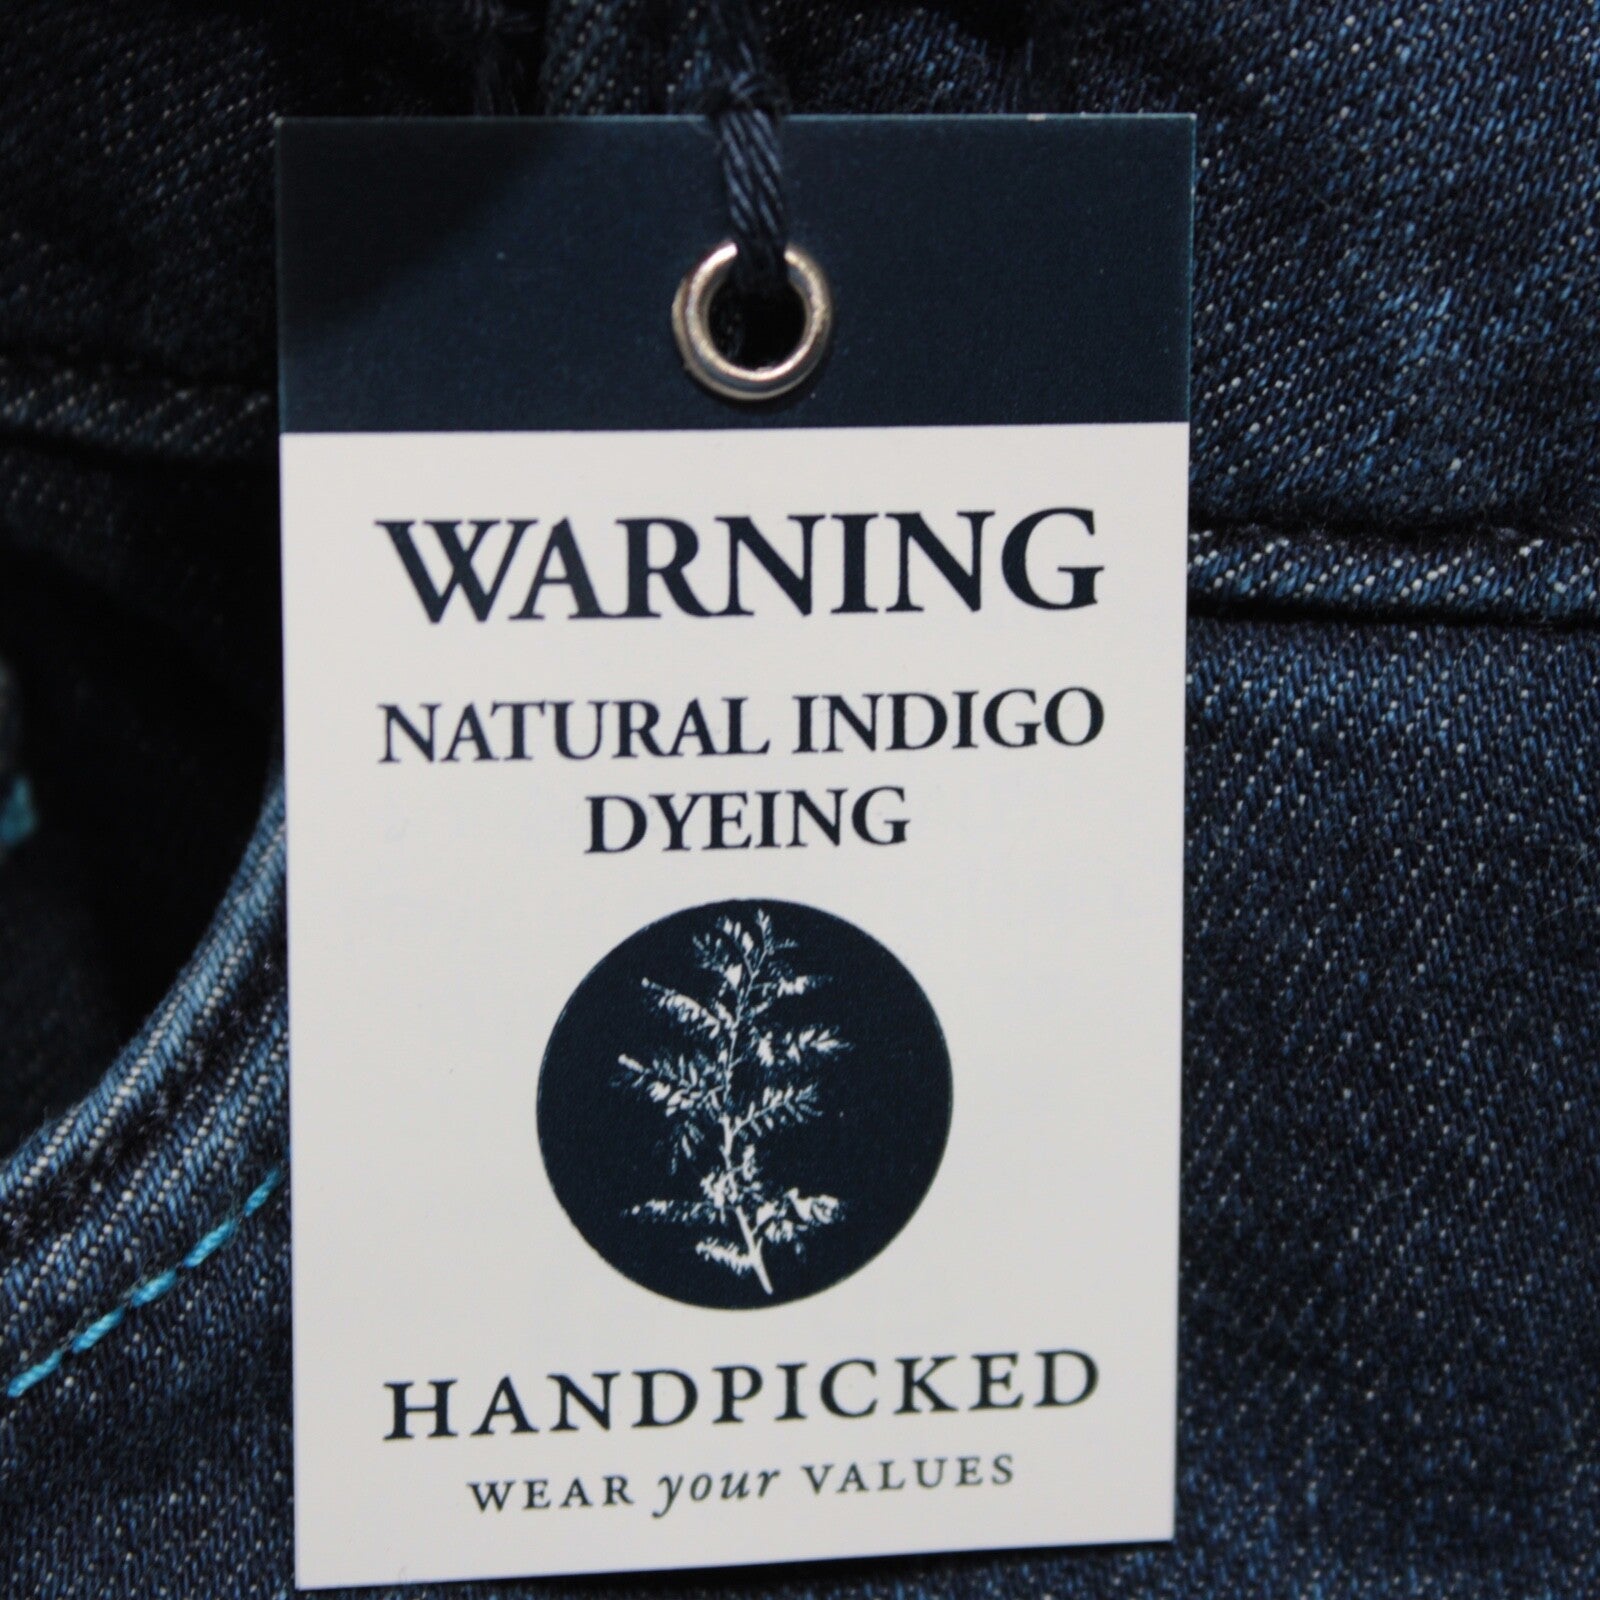 WARNING
NATURAL INDIGO
DYEING
HANDPICKED
WEAR your VALUES